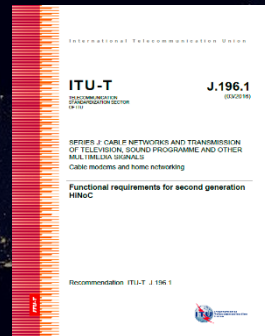 International Telecommunication Union
ITU-T
J.196.1
TELECOMMUNICATION
(03/2016)
STANDARDIZATION SECTOR
OF ITU
SERIES J: CABLE NETWORKS AND TRANSMISSION
OF TELEVISION, SOUND PROGRAMME AND OTHER
MULTIMEDIA SIGNALS
Cable modems and home networking
Functional requirements for second generation
HiNoC
Recommendation ITU-T J.196.1
ITU-T
ITU